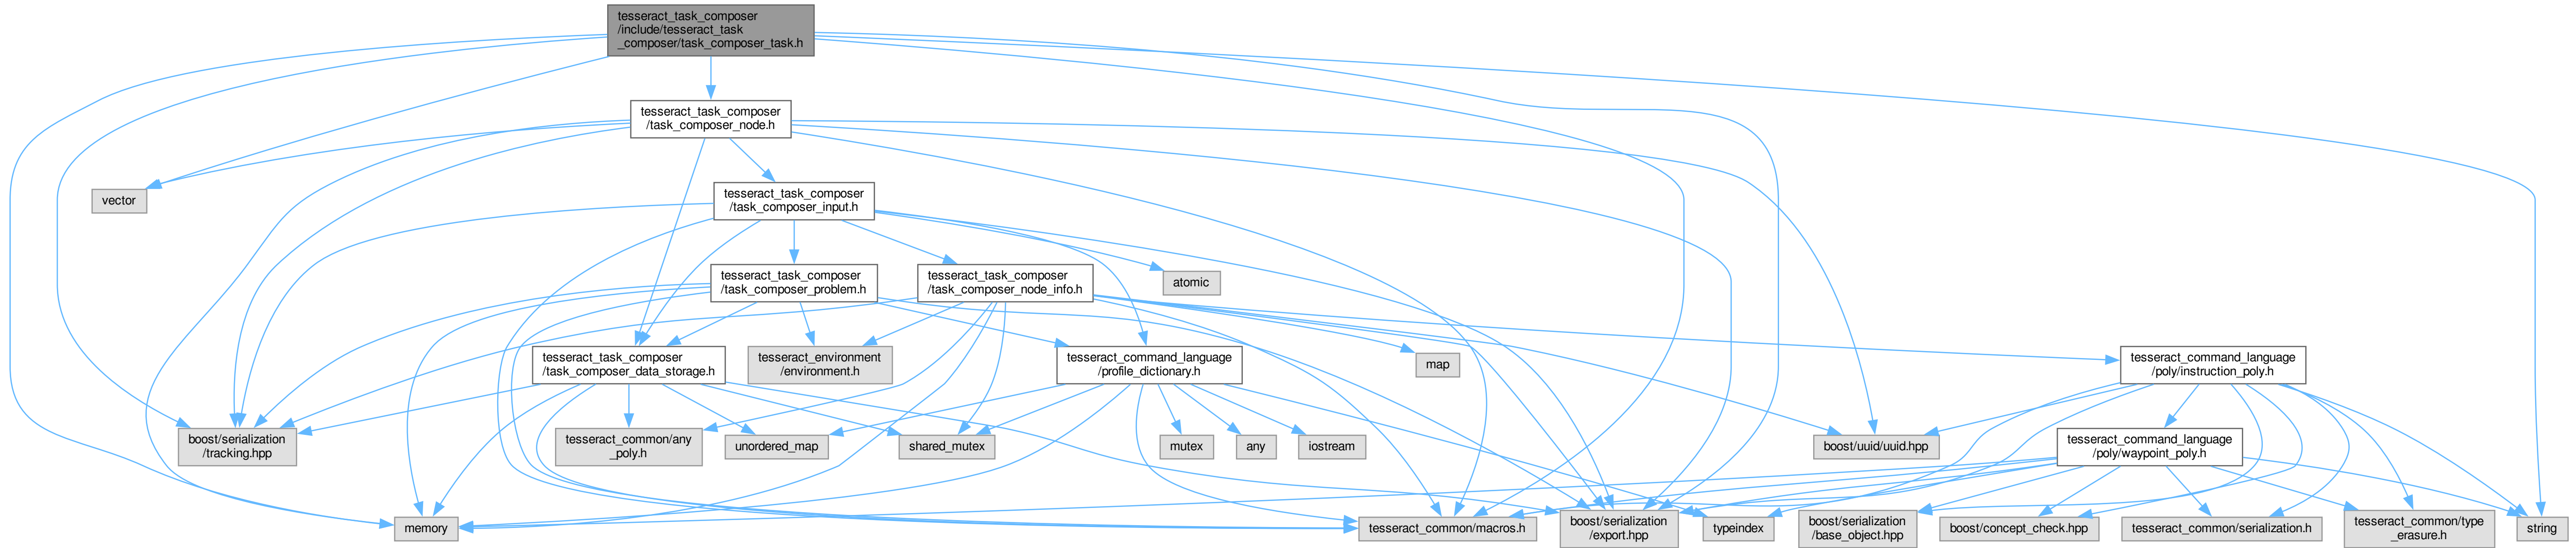 tesseract_task_composer
/include/tesseract_task
_composer/task_composer_task.h
tesseract_task_composer
/task_composer_node.h
vector
tesseract_task_composer
/task_composer_input.h
tesseract_task_composer
/task_composer_problem.h
tesseract_task_composer
/task_composer_node_info.h
atomic
tesseract_task_composer
/task_composer_data_storage.h
tesseract_environment
/environment.h
tesseract_command_language
/profile_dictionary.h
map
tesseract_command_language
/poly/instruction_poly.h
boost/serialization
/tracking.hpp
tesseract_common/any
_poly.h
unordered_map
shared_mutex
mutex
any
iostream
boost/uuid/uuid.hpp
tesseract_command_language
/poly/waypoint_poly.h
memory
tesseract_common/macros.h
boost/serialization
/export.hpp
typeindex
boost/serialization
/base_object.hpp
boost/concept_check.hpp
tesseract_common/serialization.h
tesseract_common/type
_erasure.h
string